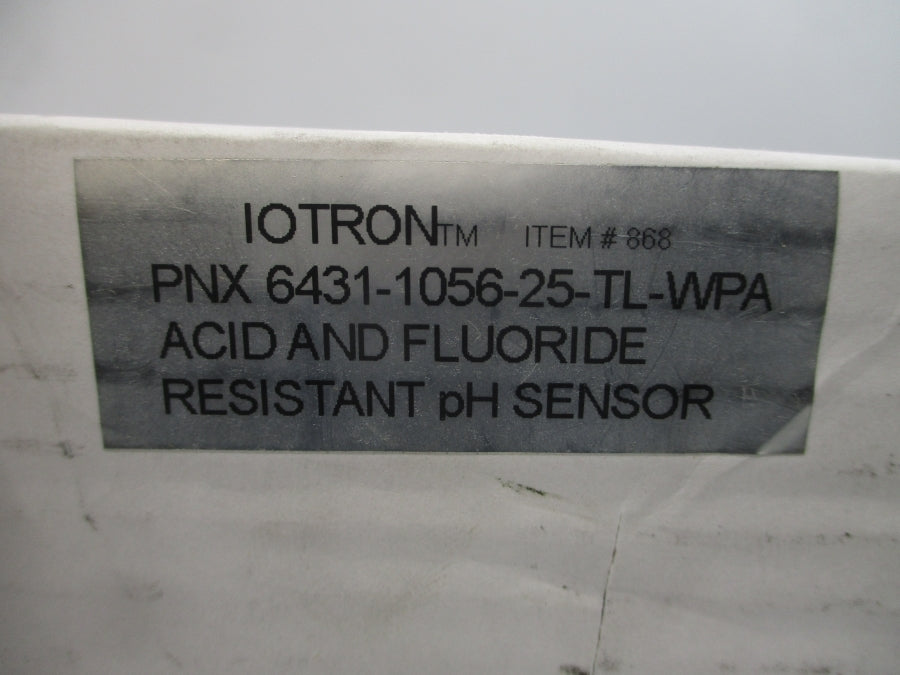 IOTRON™ ITEM # 868
PNX 6431-1056-25-TL-WPA
ACID AND FLUORIDE
RESISTANT pH SENSOR